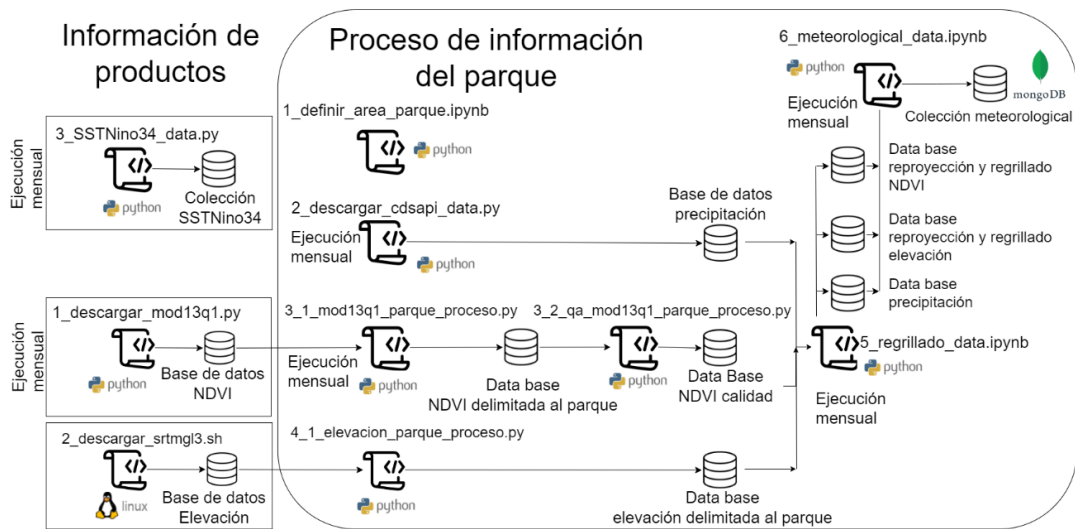 Información de
productos
Ejecución
mensual
3_SSTNino34_data.py
</>
python
Colección
SSTNino34
Ejecución
mensual
1_descargar_mod13q1.py
</>
python
Base de datos
NDVI
2_descargar_srtmgl3.sh
</>
linux
Base de datos
Elevación
Proceso de información
del parque
1_definir_area_parque.ipynb
</>
python
2_descargar_cdsapi_data.py
Ejecución
mensual
</>
python
Base de datos
precipitación
3_1_mod13q1_parque_proceso.py
Ejecución
mensual
</>
python
Data base
NDVI delimitada al parque
3_2_qa_mod13q1_parque_proceso.py
</>
python
Data Base
NDVI calidad
4_1_elevacion_parque_proceso.py
</>
python
Data base
elevación delimitada al parque
6_meteorological_data.ipynb
python
</>
Ejecución
mensual
mongoDB
Colección meteorological
Data base
reproyección y regrillado
NDVI
Data base
reproyección y regrillado
elevación
Data base
precipitación
</>
5_regrillado_data.ipynb
python
Ejecución
mensual